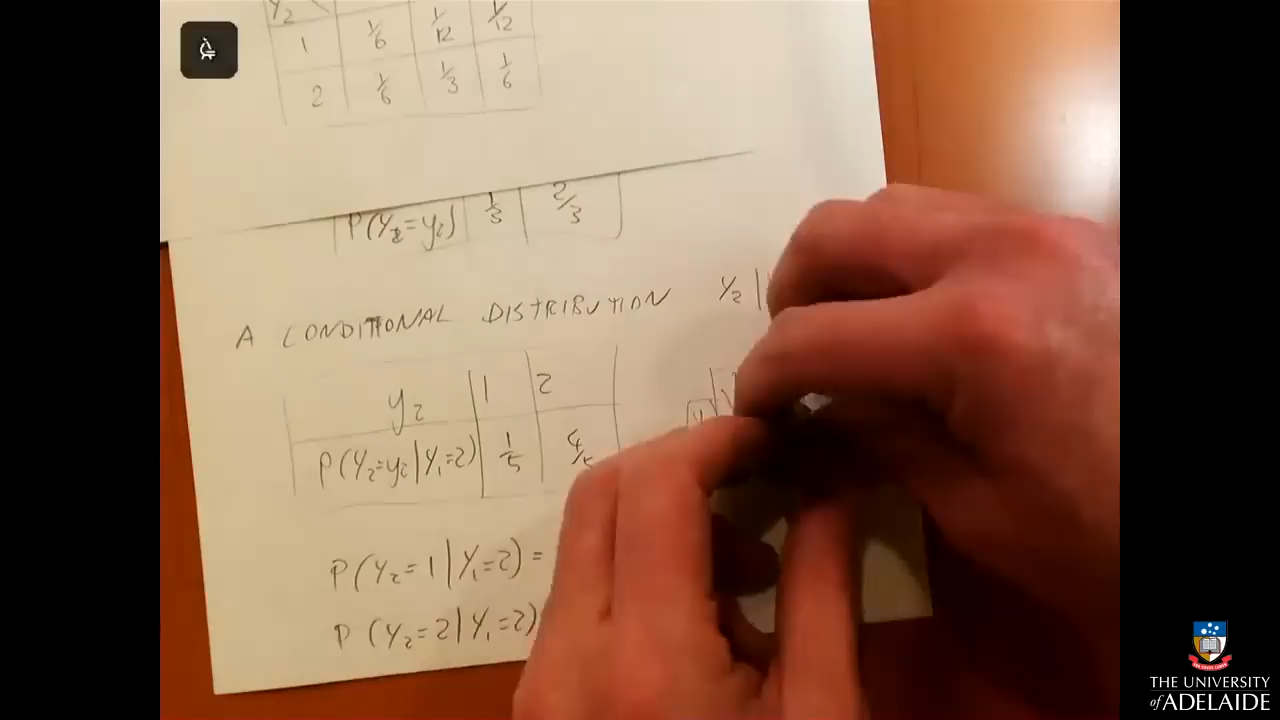 y2
1 1/6 1/12 1/12
2 1/6 1/3 1/6
P(Y2=y2) 1/3 2/3
A CONDITIONAL DISTRIBUTION Y2 |
y2 1 2
P(Y2=y2|Y1=2) 1/5 4/5
P(Y2=1|Y1=2) =
P(Y2=2|Y1=2)
THE UNIVERSITY
of ADELAIDE